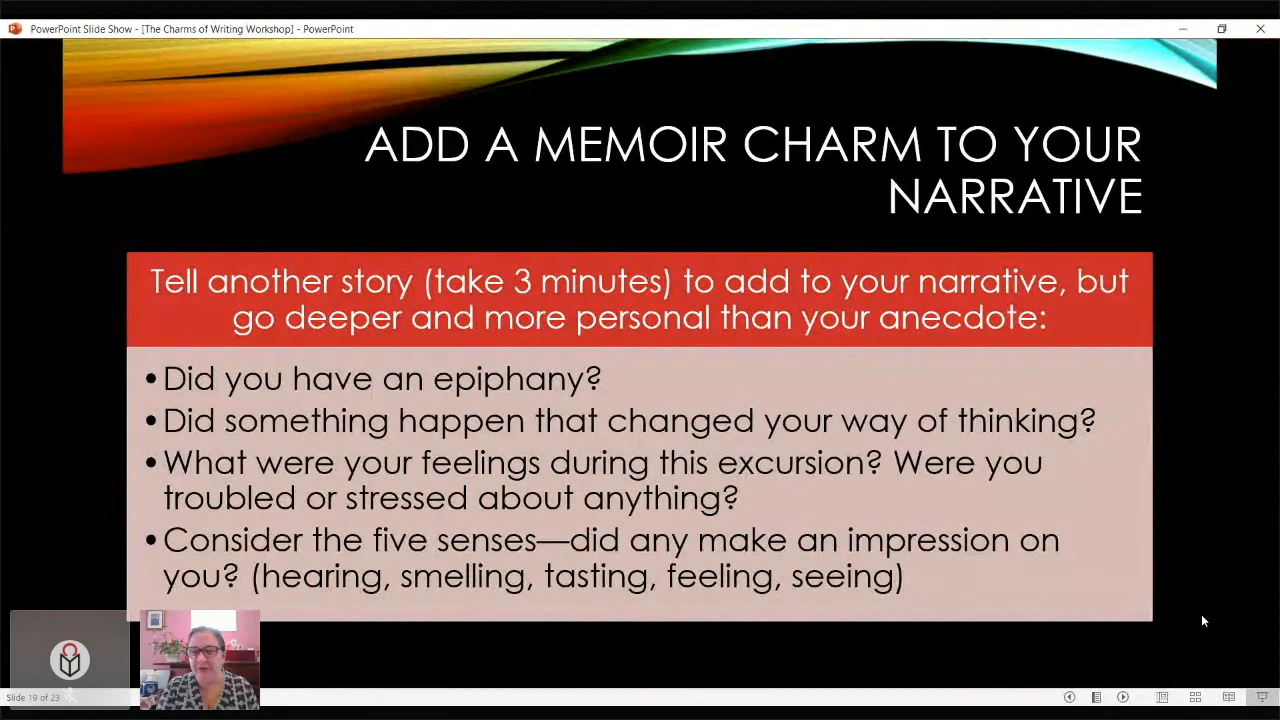 PowerPoint Slide Show - [The Charms of Writing Workshop] - PowerPoint
ADD A MEMOIR CHARM TO YOUR
NARRATIVE
Tell another story (take 3 minutes) to add to your narrative, but
go deeper and more personal than your anecdote:
•Did you have an epiphany?
•Did something happen that changed your way of thinking?
•What were your feelings during this excursion? Were you
troubled or stressed about anything?
•Consider the five senses—did any make an impression on
you? (hearing, smelling, tasting, feeling, seeing)
Slide 19 of 23